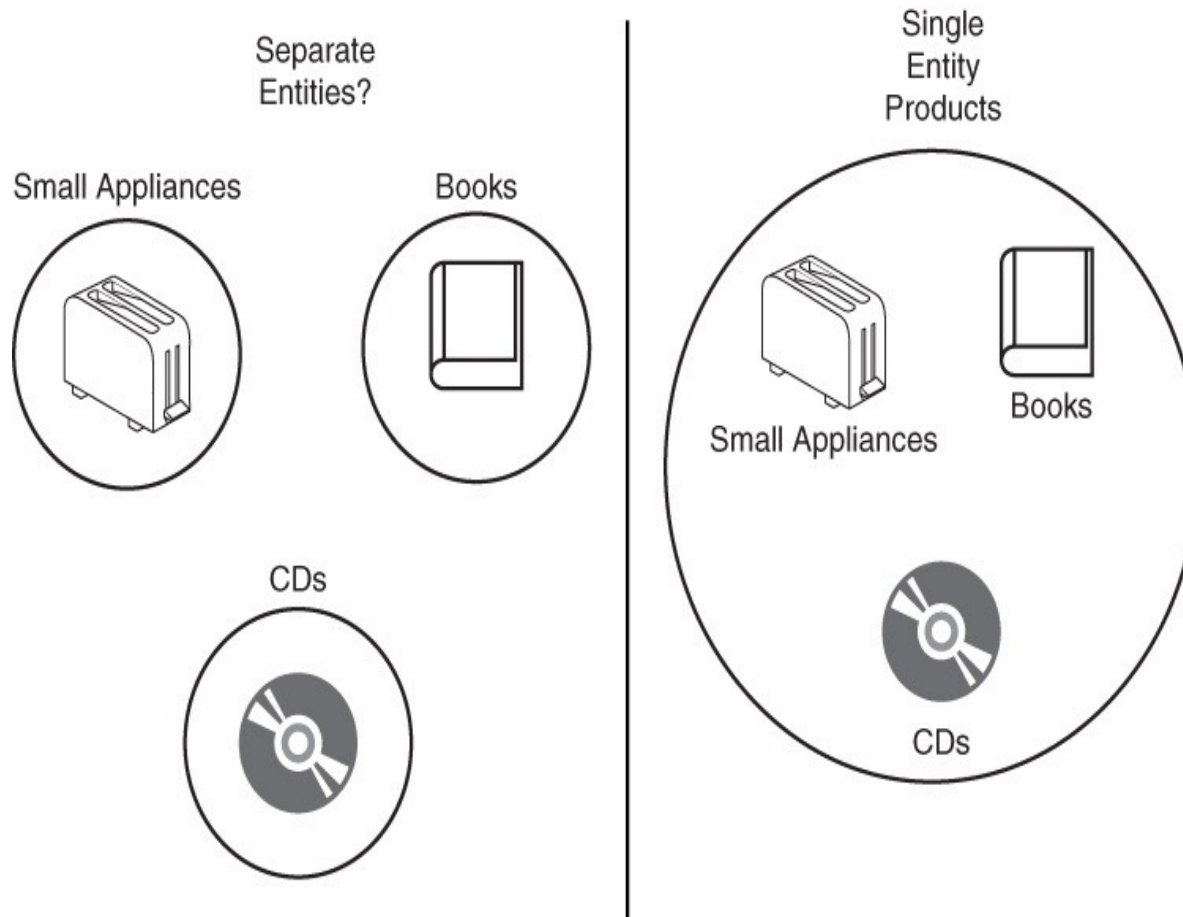 Separate
Entities?
Small Appliances
Books
CDs
Single
Entity
Products
Small Appliances
Books
CDs